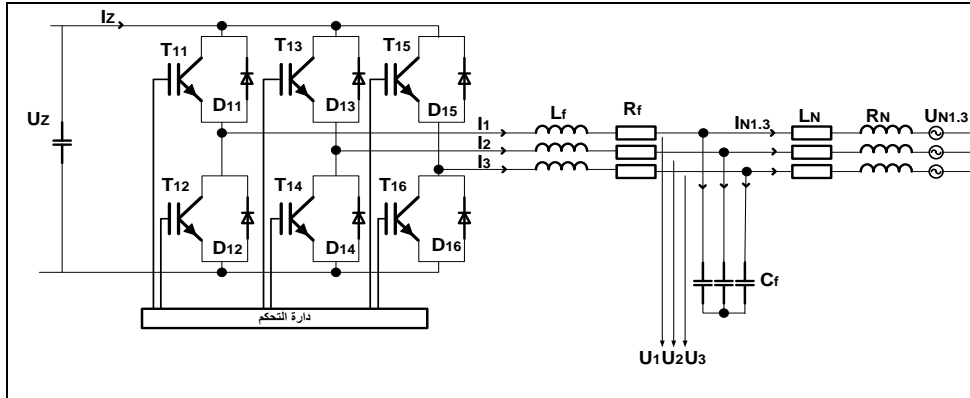 IZ
T11
T13
T15
D11
D13
D15
UZ
I1
I2
I3
Lf
Rf
IN1.3
LN
RN
UN1.3
T12
T14
T16
D12
D14
D16
Cf
دارة التحكم
U1U2U3